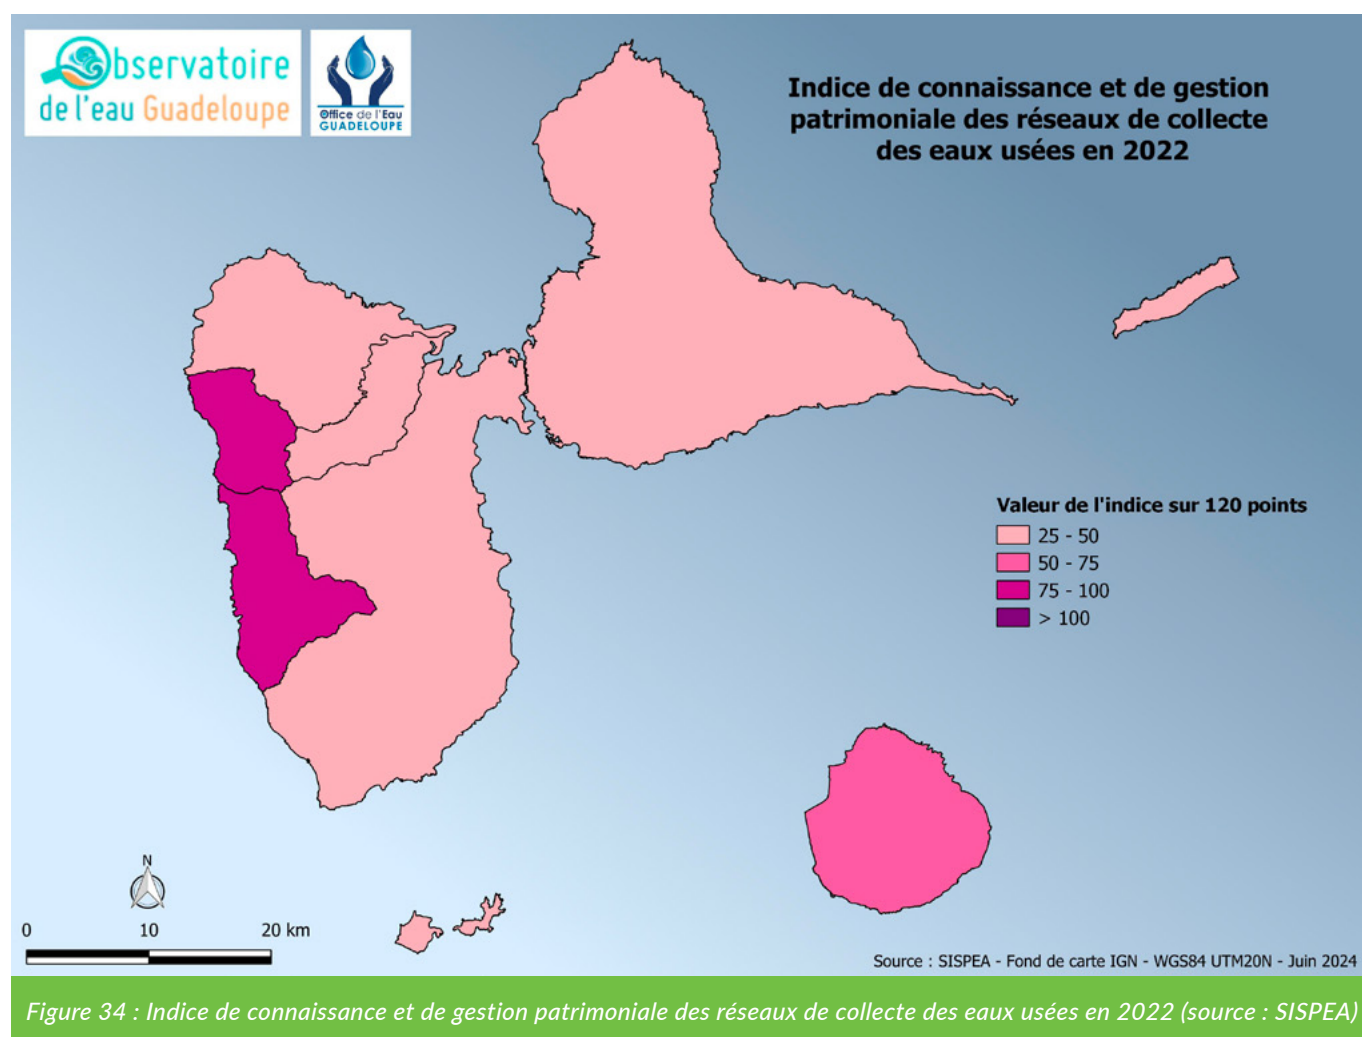 Observatoire
de l'eau Guadeloupe
Office de l'Eau
GUADELOUPE
Indice de connaissance et de gestion
patrimoniale des réseaux de collecte
des eaux usées en 2022
Valeur de l'indice sur 120 points
25 - 50
50 - 75
75 - 100
> 100
N
0 10 20 km
Source : SISPEA - Fond de carte IGN - WGS84 UTM20N - Juin 2024
Figure 34 : Indice de connaissance et de gestion patrimoniale des réseaux de collecte des eaux usées en 2022 (source : SISPEA)